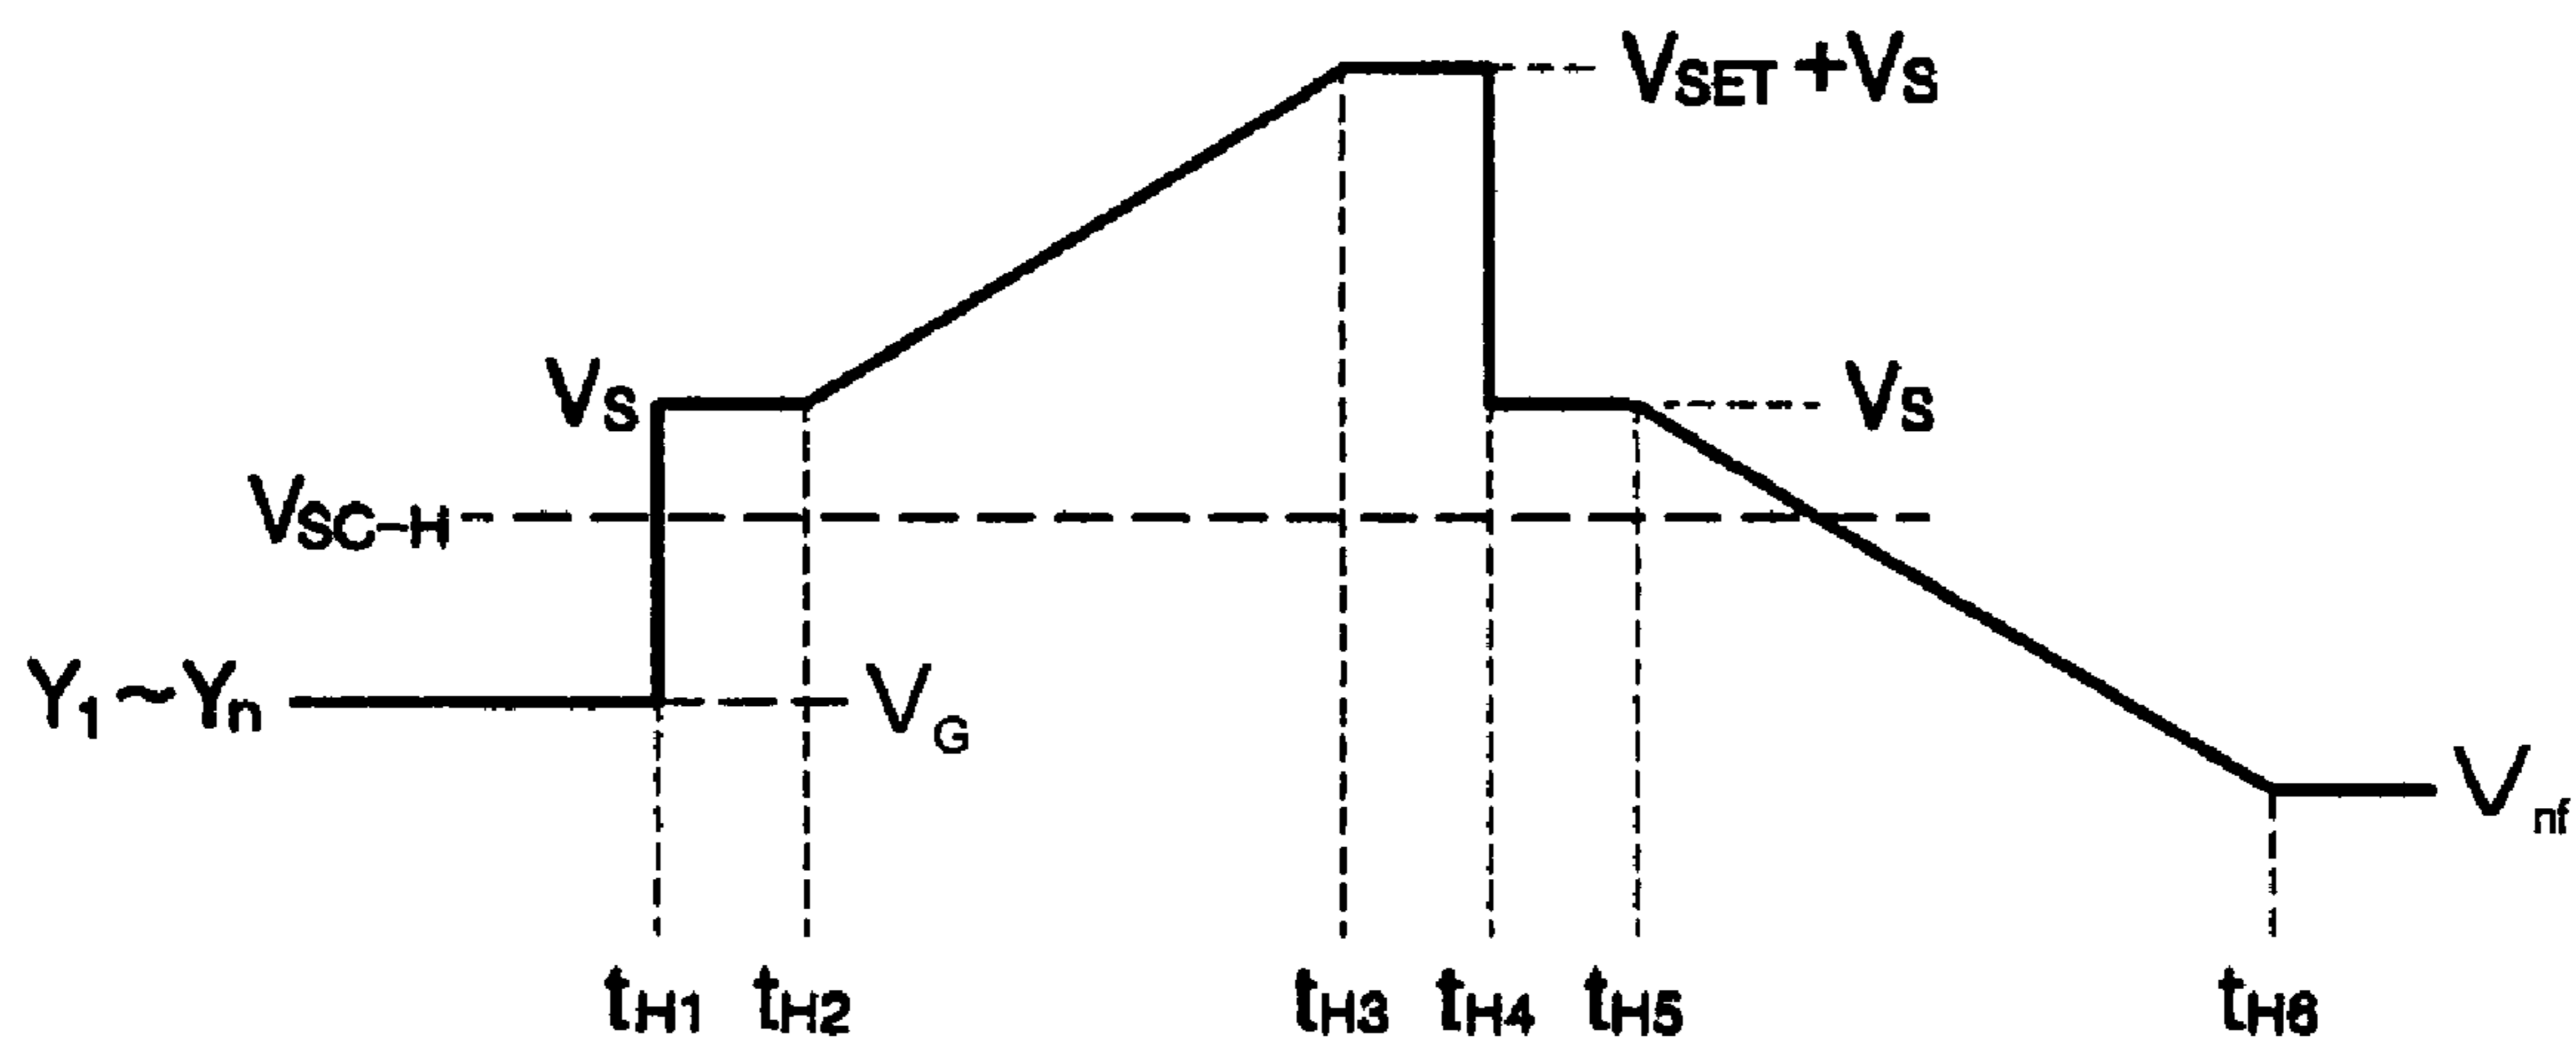 VSET +VS
VS
VS
VSC-H
Y1~Yn
VG
Vnf
tH1 tH2 tH3 tH4 tH5 tH6